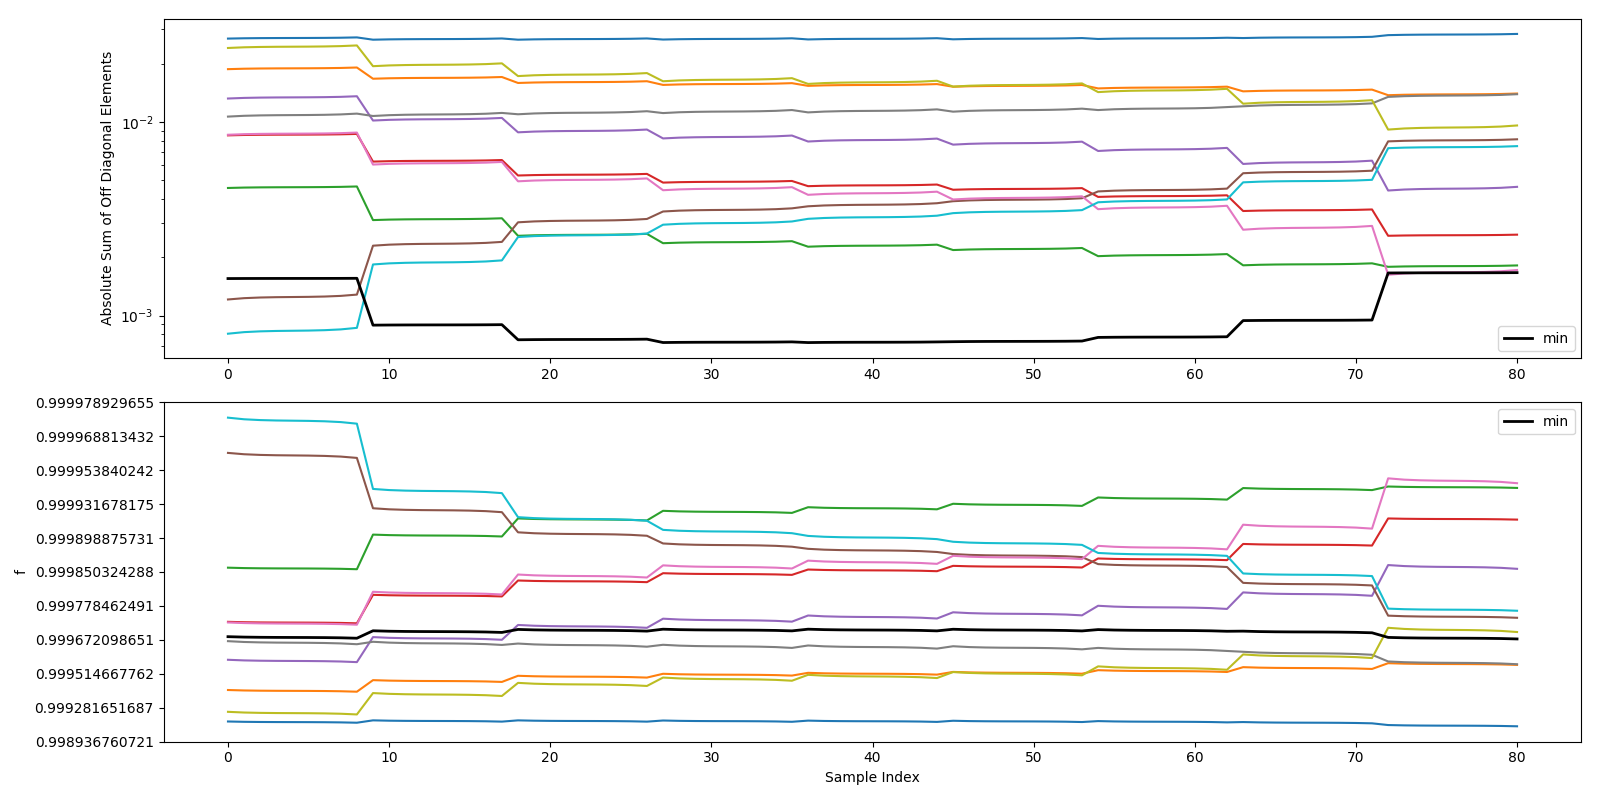 Absolute Sum of Off Diagonal Elements
10⁻²
10⁻³
0 10 20 30 40 50 60 70 80
min
f
0.999978929655
0.999968813432
0.999953840242
0.999931678175
0.999898875731
0.999850324288
0.999778462491
0.999672098651
0.999514667762
0.999281651687
0.998936760721
min
0 10 20 30 40 50 60 70 80
Sample Index